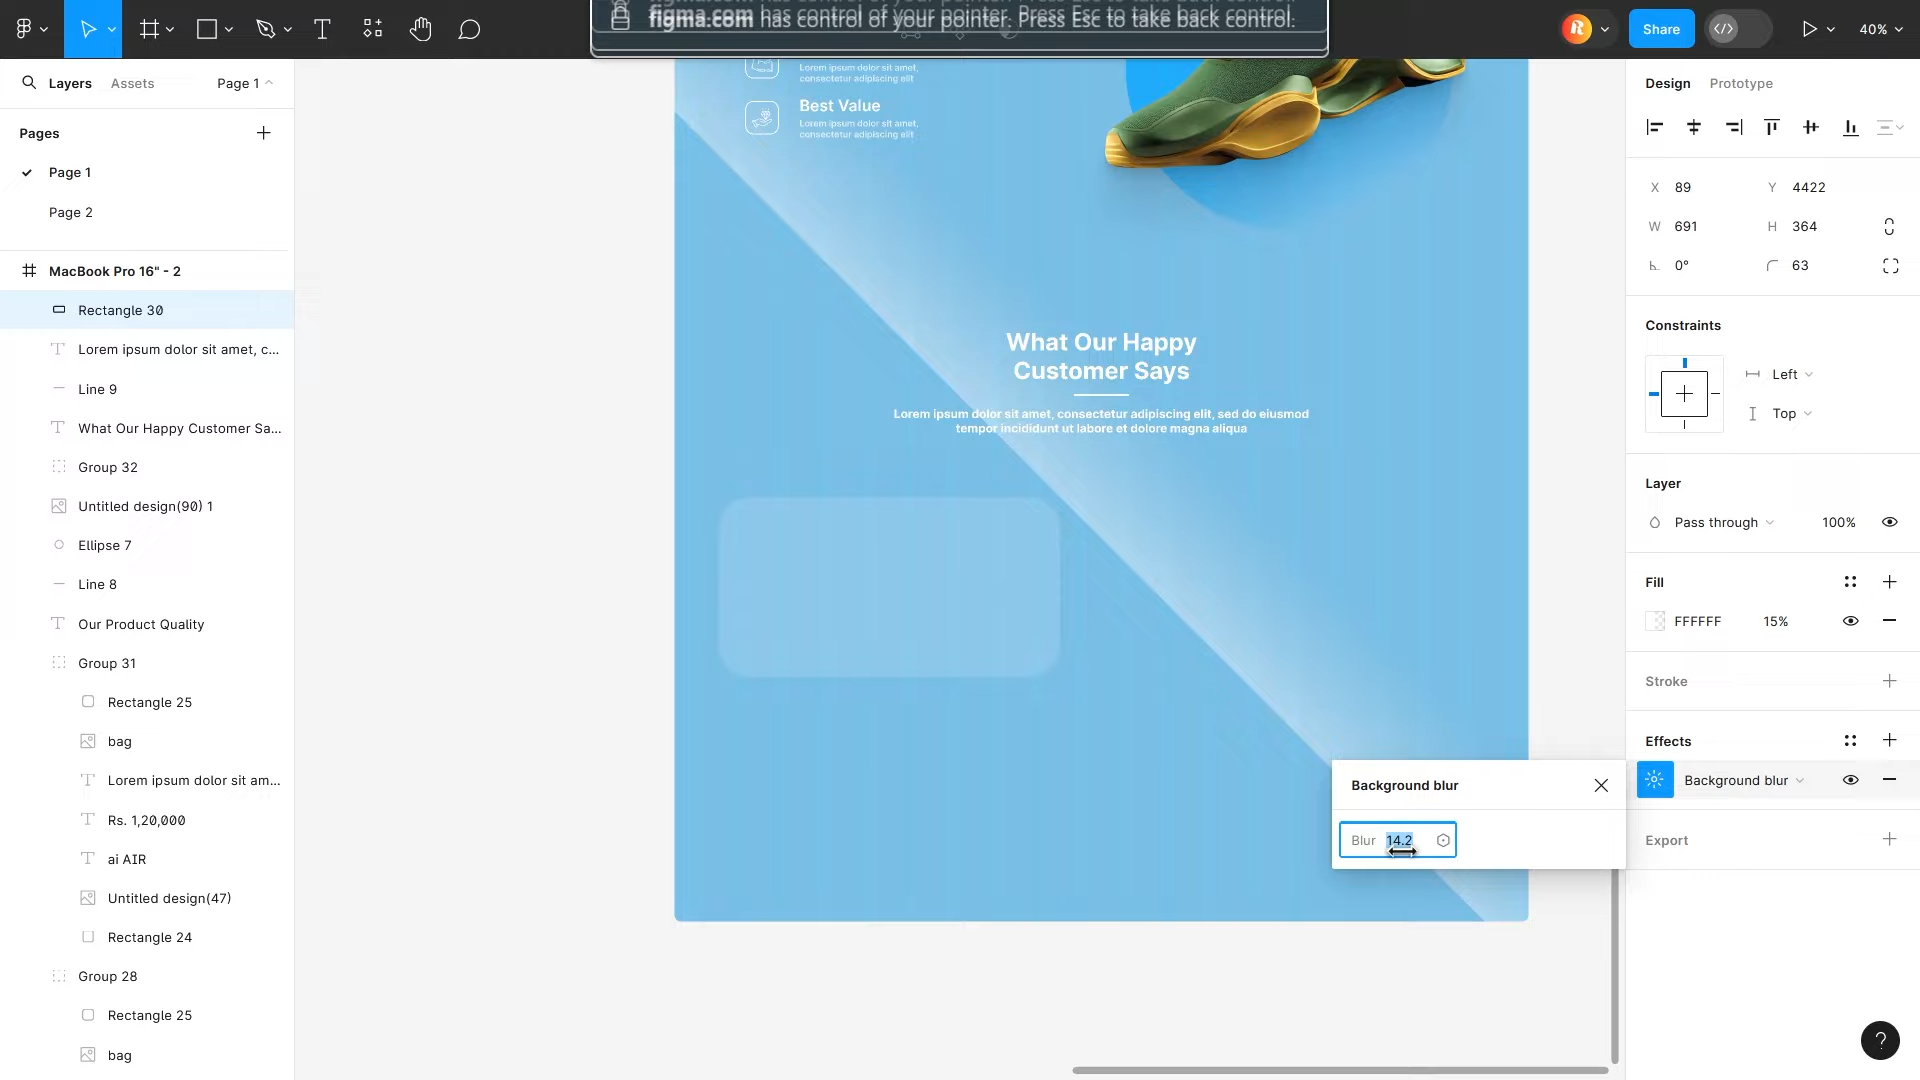 figma.com has control of your pointer. Press Esc to take back control.
Share
40%
Layers
Assets
Page 1
Pages
Page 1
Page 2
MacBook Pro 16" - 2
Rectangle 30
Lorem ipsum dolor sit amet, c...
Line 9
What Our Happy Customer Sa...
Group 32
Untitled design(90) 1
Ellipse 7
Line 8
Our Product Quality
Group 31
Rectangle 25
bag
Lorem ipsum dolor sit am...
Rs. 1,20,000
ai AIR
Untitled design(47)
Rectangle 24
Group 28
Rectangle 25
bag
Lorem ipsum dolor sit amet,
consectetur adipiscing elit
Best Value
Lorem ipsum dolor sit amet,
consectetur adipiscing elit
What Our Happy
Customer Says
Lorem ipsum dolor sit amet, consectetur adipiscing elit, sed do eiusmod
tempor incididunt ut labore et dolore magna aliqua
Background blur
Blur 14.2
Design
Prototype
X 89
Y 4422
W 691
H 364
0°
63
Constraints
Left
Top
Layer
Pass through
100%
Fill
FFFFFF
15%
Stroke
Effects
Background blur
Export
?